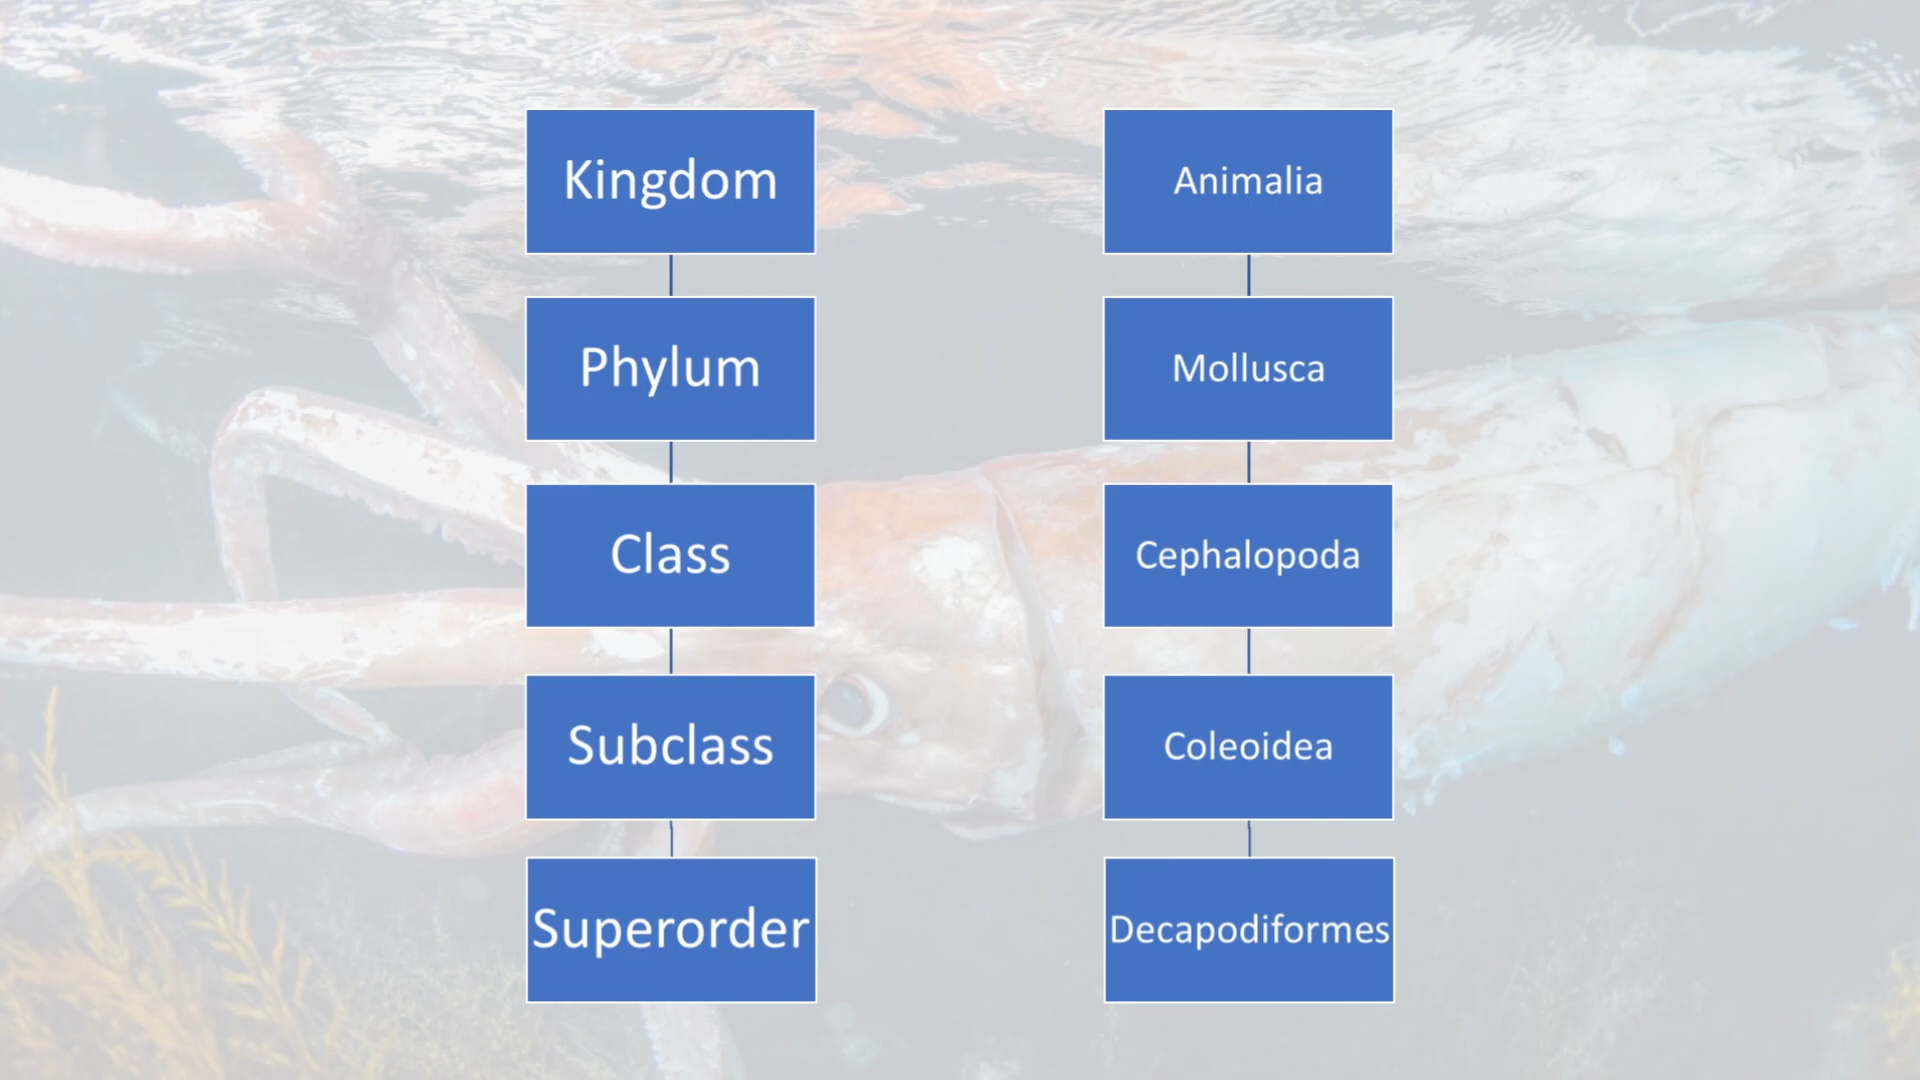 Kingdom
Animalia
Phylum
Mollusca
Class
Cephalopoda
Subclass
Coleoidea
Superorder
Decapodiformes